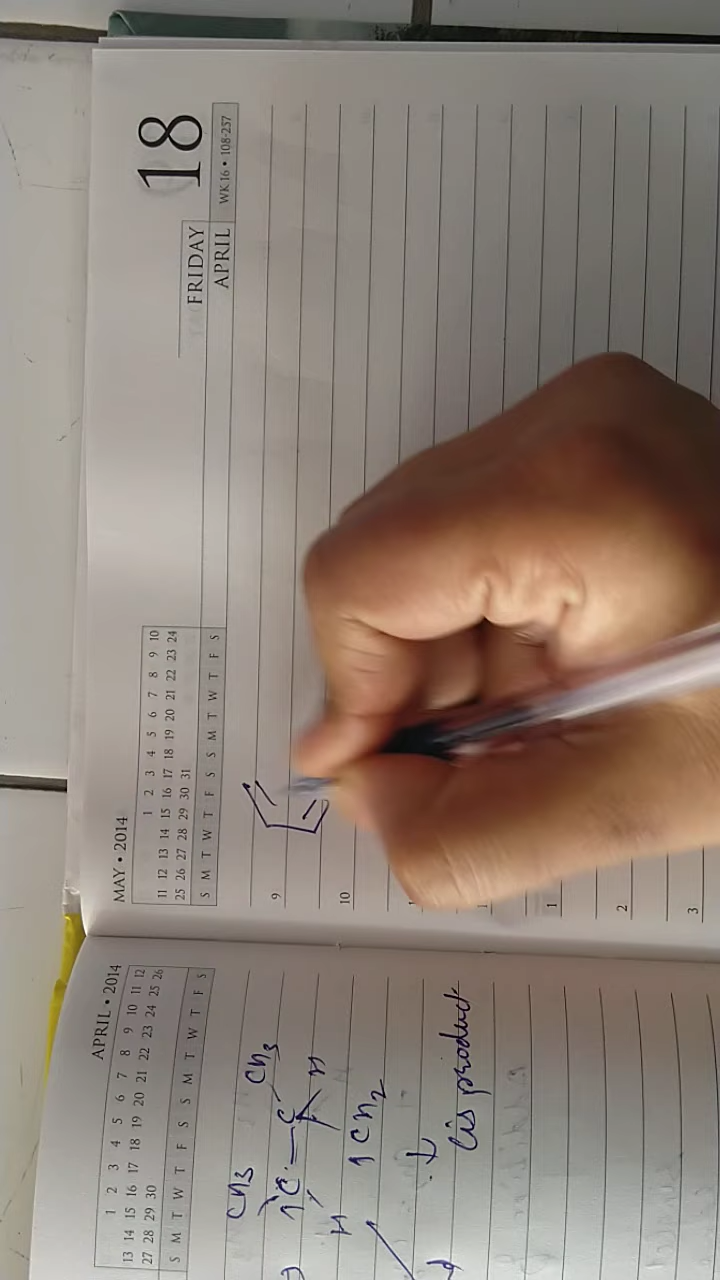 APRIL • 2014
1 2 3 4 5 6 7 8 9 10 11 12
13 14 15 16 17 18 19 20 21 22 23 24 25 26
27 28 29 30
S M T W T F S S M T W T F S
CH3
CH3
C — C
H
H
1CH2
Cis product
MAY • 2014
1 2 3 4 5 6 7 8 9 10
11 12 13 14 15 16 17 18 19 20 21 22 23 24
25 26 27 28 29 30 31
S M T W T F S S M T W T F S
FRIDAY
APRIL
18
WK 16 • 108-257
9
10
1
2
3